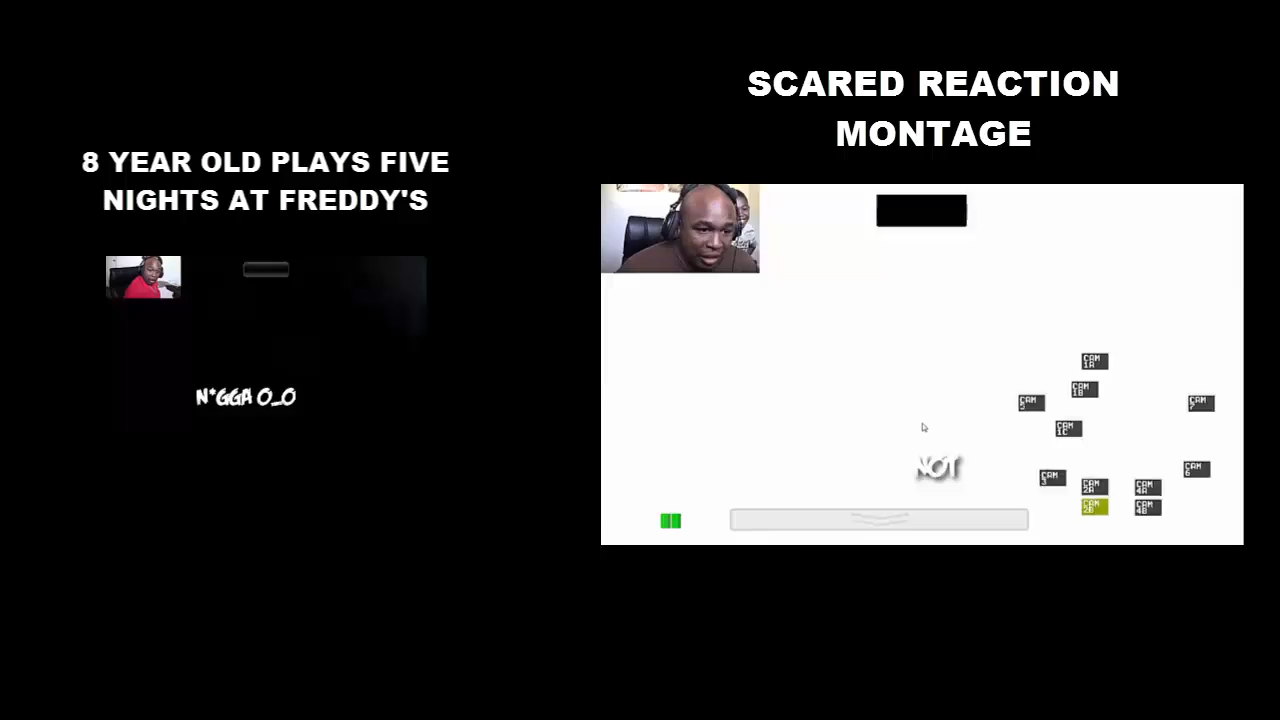 8 YEAR OLD PLAYS FIVE
NIGHTS AT FREDDY'S
N*GGA O_O
SCARED REACTION
MONTAGE
CAM
1A
CAM
1B
CAM
5
CAM
7
CAM
1C
NOT
CAM
3
CAM
6
CAM
2A
CAM
4A
CAM
2B
CAM
4B